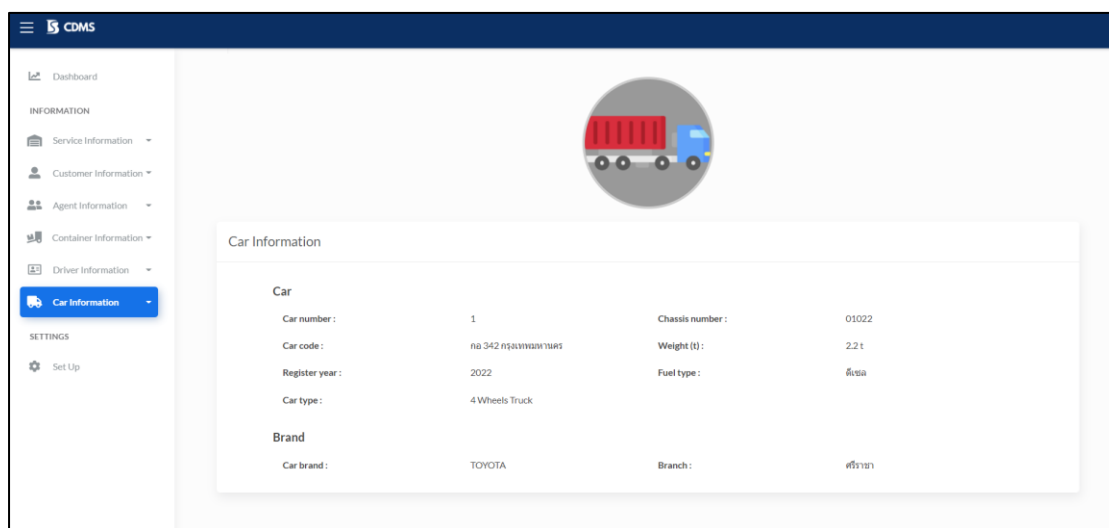 CDMS
Dashboard
INFORMATION
Service Information
Customer Information
Agent Information
Container Information
Driver Information
Car Information
SETTINGS
Set Up
Car Information
Car
Car number : 1 Chassis number : 01022
Car code : กอ 342 กรุงเทพมหานคร Weight (t) : 2.2 t
Register year : 2022 Fuel type : ดีเซล
Car type : 4 Wheels Truck
Brand
Car brand : TOYOTA Branch : ศรีราชา